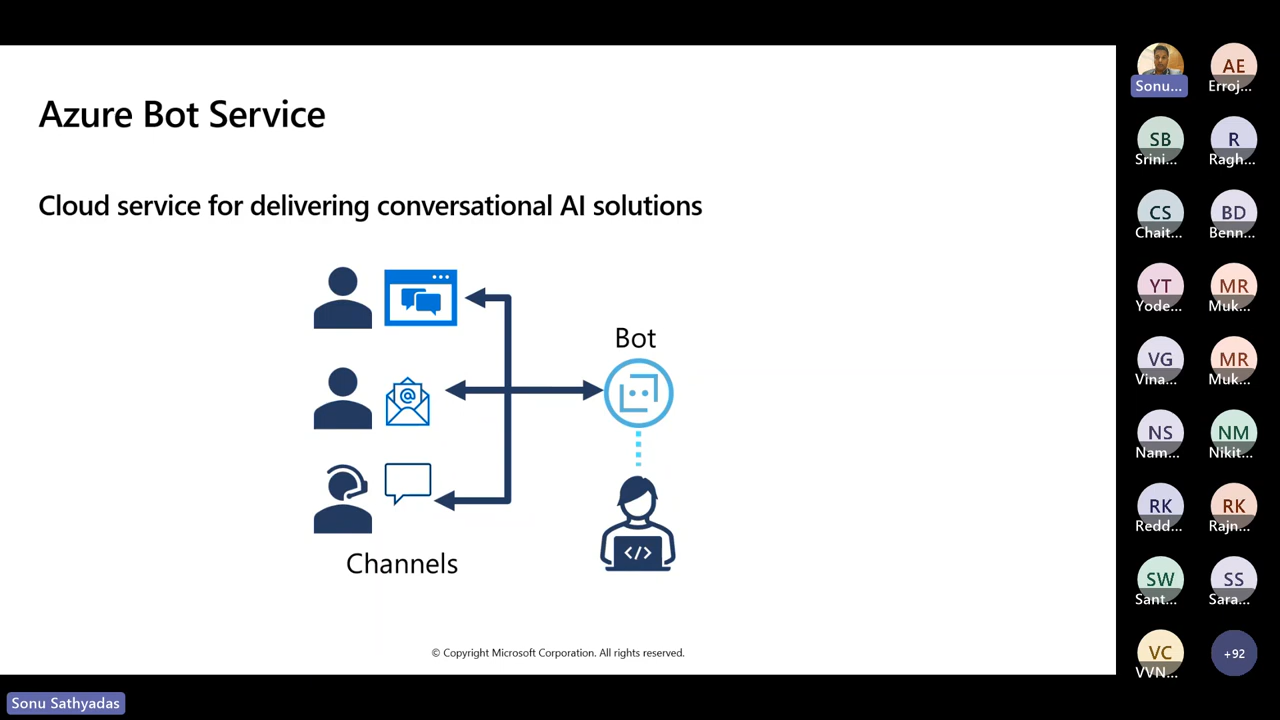 Azure Bot Service
Cloud service for delivering conversational AI solutions
Bot
@
</>
Channels
© Copyright Microsoft Corporation. All rights reserved.
Sonu Sathyadas
Sonu...
AE
Erroj...
SB
Srini...
R
Ragh...
CS
Chait...
BD
Benn...
YT
Yode...
MR
Muk...
VG
Vina...
MR
Muk...
NS
Nam...
NM
Nikit...
RK
Redd...
RK
Rajn...
SW
Sant...
SS
Sara...
VC
VVN...
+92